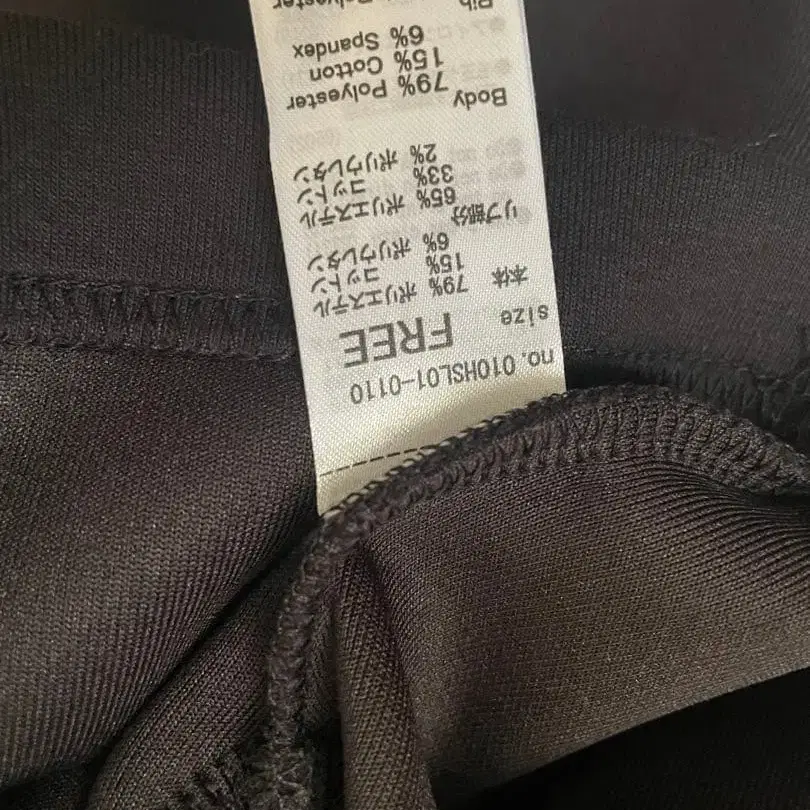 no. 010HSL01-0110
size FREE
本体 79% ポリエステル
15% コットン
6% ポリウレタン
リブ部分
65% ポリエステル
33% コットン
2% ポリウレタン
Body
79% Polyester
15% Cotton
6% Spandex
Rib
Polyester